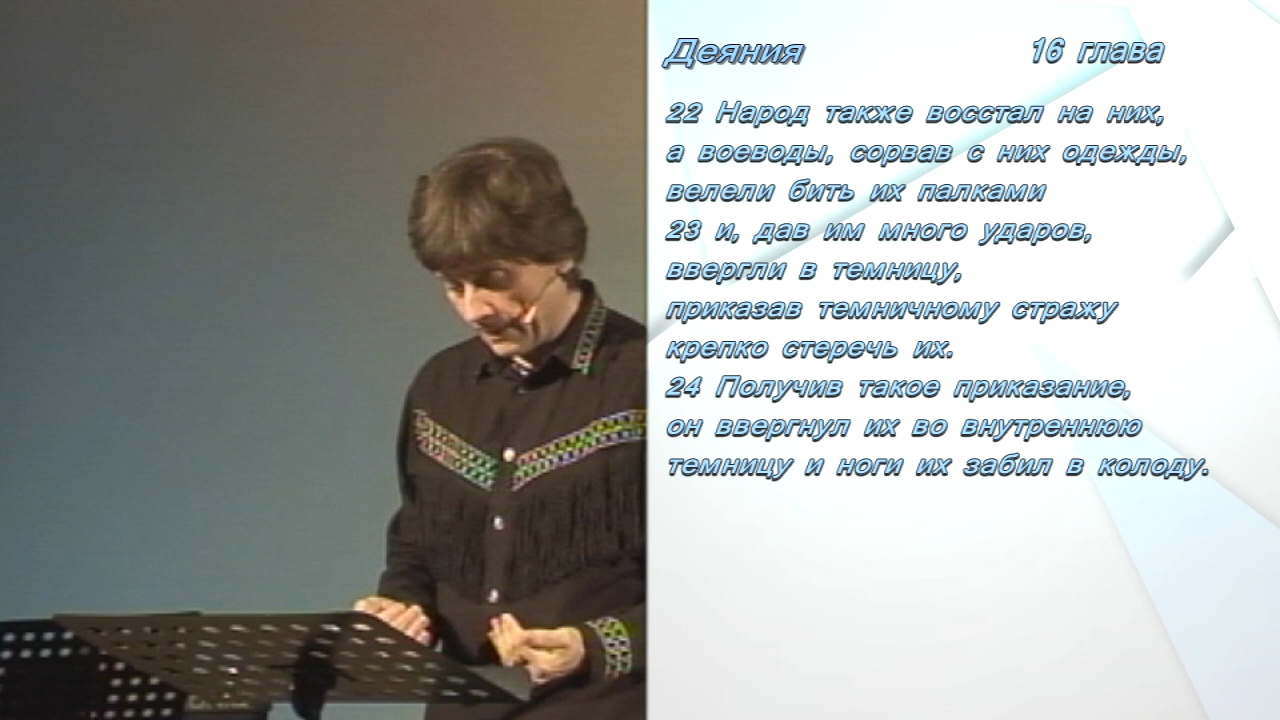 Деяния 16 глава
22 Народ также восстал на них,
а воеводы, сорвав с них одежды,
велели бить их палками
23 и, дав им много ударов,
ввергли в темницу,
приказав темничному стражу
крепко стеречь их.
24 Получив такое приказание,
он ввергнул их во внутреннюю
темницу и ноги их забил в колоду.